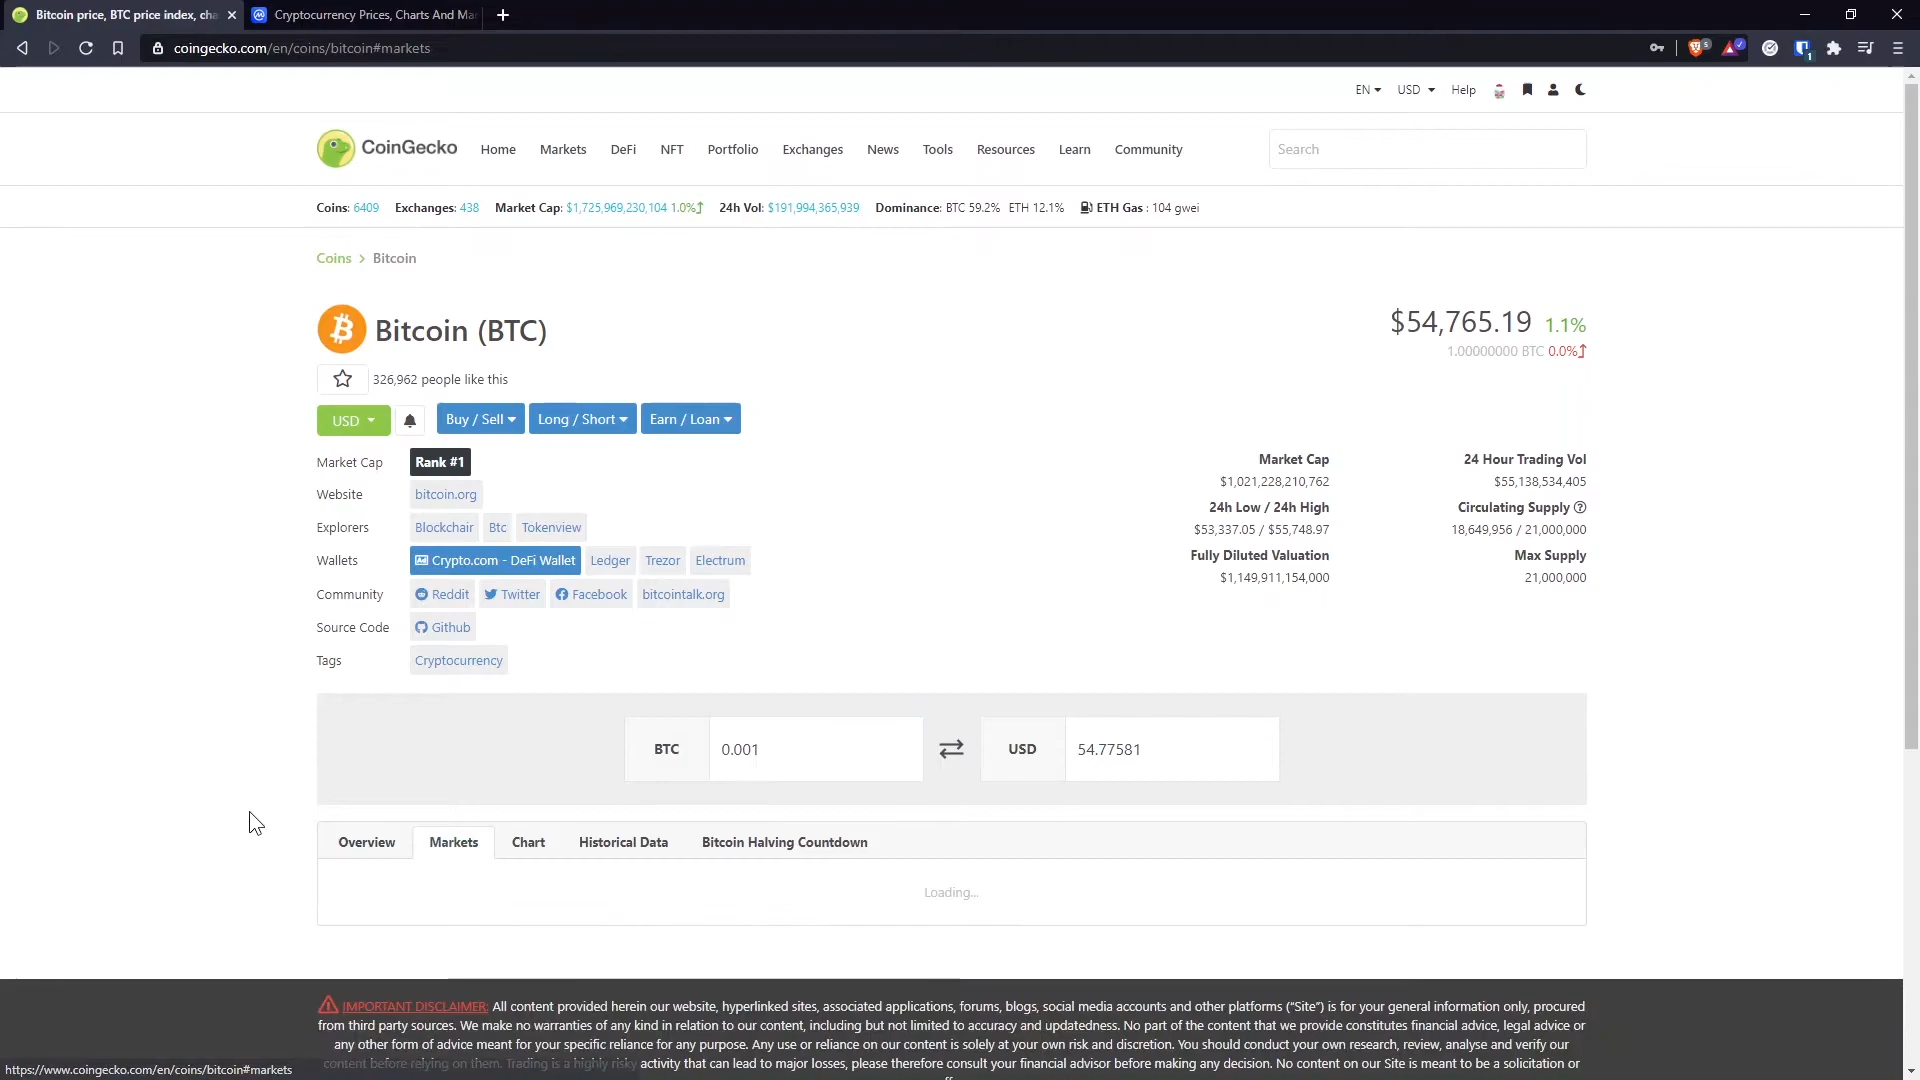 Bitcoin price, BTC price index, cha
Cryptocurrency Prices, Charts And Ma
coingecko.com/en/coins/bitcoin#markets
5
1
EN USD Help
CoinGecko Home Markets DeFi NFT Portfolio Exchanges News Tools Resources Learn Community Search
Coins: 6409 Exchanges: 438 Market Cap: $1,725,969,230,104 1.0% 24h Vol: $191,994,365,939 Dominance: BTC 59.2% ETH 12.1% ETH Gas : 104 gwei
Coins > Bitcoin
Bitcoin (BTC)
$54,765.19 1.1%
1.00000000 BTC 0.0%
326,962 people like this
USD Buy / Sell Long / Short Earn / Loan
Market Cap Rank #1
Website bitcoin.org
Explorers Blockchair Btc Tokenview
Wallets Crypto.com - DeFi Wallet Ledger Trezor Electrum
Community Reddit Twitter Facebook bitcointalk.org
Source Code Github
Tags Cryptocurrency
Market Cap 24 Hour Trading Vol
$1,021,228,210,762 $55,138,534,405
24h Low / 24h High Circulating Supply
$53,337.05 / $55,748.97 18,649,956 / 21,000,000
Fully Diluted Valuation Max Supply
$1,149,911,154,000 21,000,000
BTC 0.001 USD 54.77581
Overview Markets Chart Historical Data Bitcoin Halving Countdown
Loading...
IMPORTANT DISCLAIMER: All content provided herein our website, hyperlinked sites, associated applications, forums, blogs, social media accounts and other platforms (“Site”) is for your general information only, procured
from third party sources. We make no warranties of any kind in relation to our content, including but not limited to accuracy and updatedness. No part of the content that we provide constitutes financial advice, legal advice or
any other form of advice meant for your specific reliance for any purpose. Any use or reliance on our content is solely at your own risk and discretion. You should conduct your own research, review, analyse and verify our
content before relying on them. Trading is a highly risky activity that can lead to major losses, please therefore consult your financial advisor before making any decision. No content on our Site is meant to be a solicitation or
https://www.coingecko.com/en/coins/bitcoin#markets